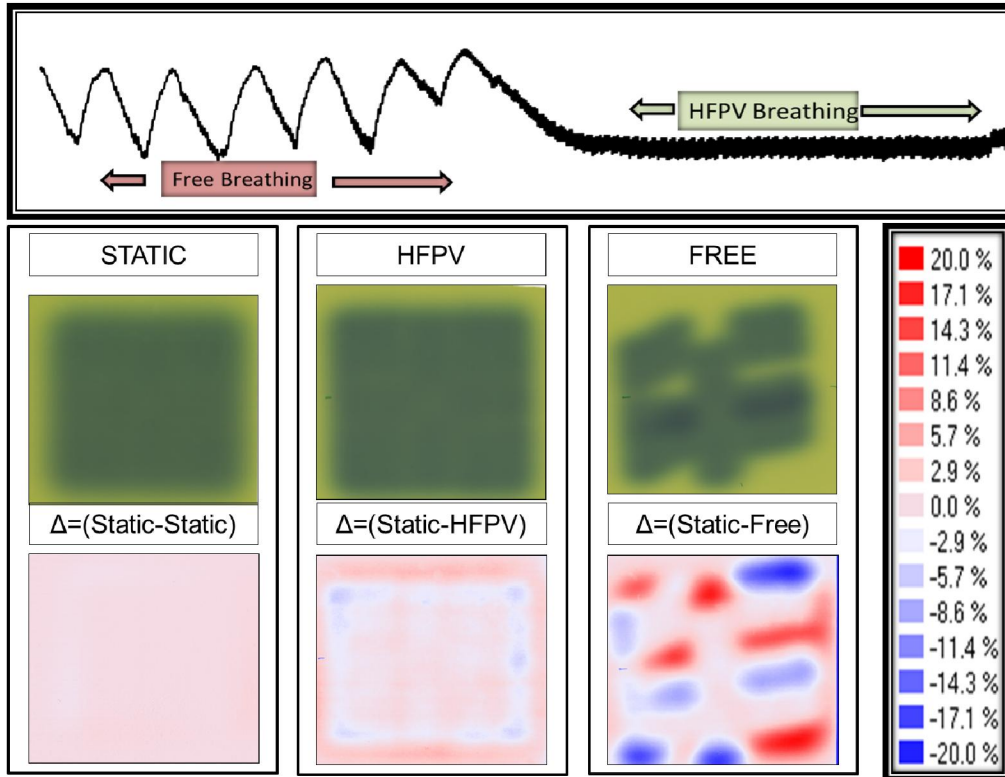 HFPV Breathing
Free Breathing
STATIC
HFPV
FREE
Δ=(Static-Static)
Δ=(Static-HFPV)
Δ=(Static-Free)
20.0 %
17.1 %
14.3 %
11.4 %
8.6 %
5.7 %
2.9 %
0.0 %
-2.9 %
-5.7 %
-8.6 %
-11.4 %
-14.3 %
-17.1 %
-20.0 %